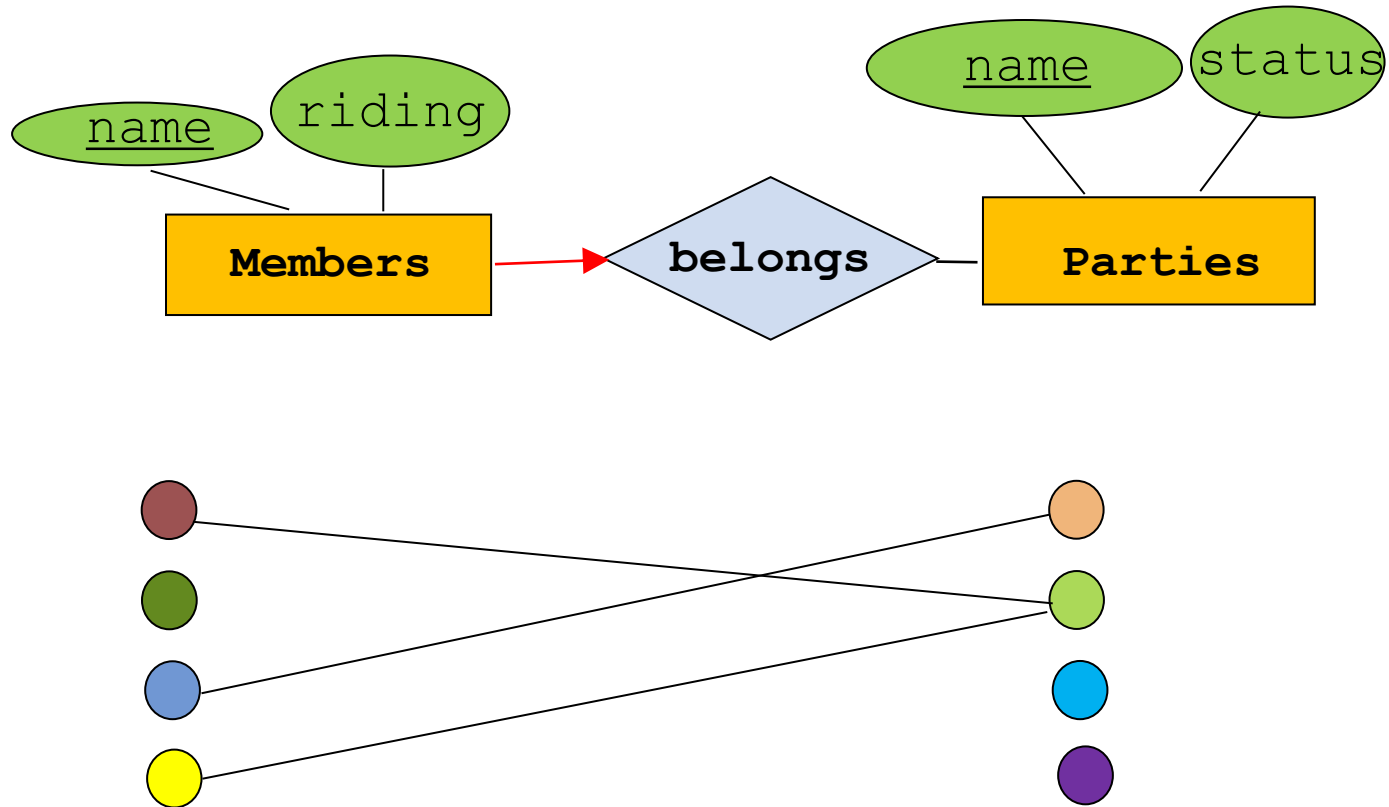 name
riding
name
status
Members
belongs
Parties